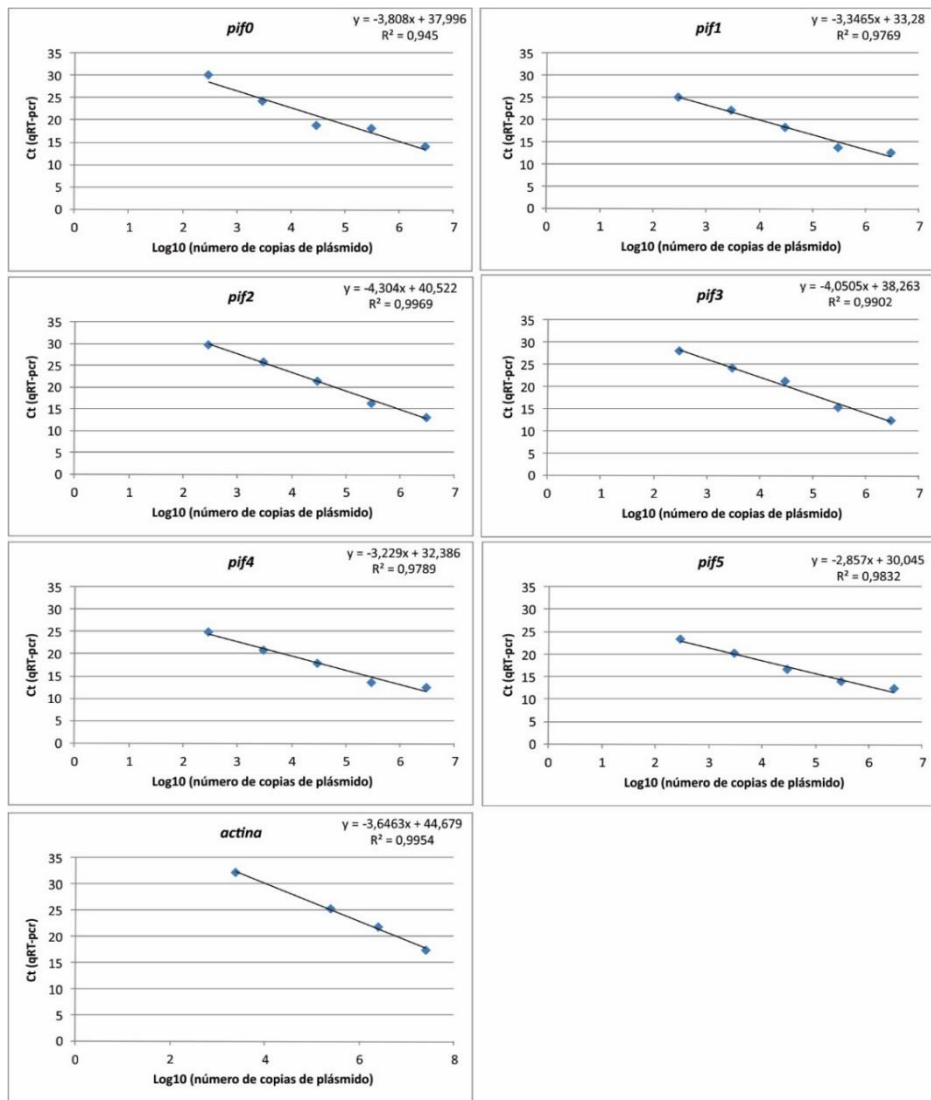 pif0
y = -3,808x + 37,996
R² = 0,945
35
30
25
20
15
10
5
0
Ct (qRT-pcr)
0 1 2 3 4 5 6 7
Log10 (número de copias de plásmido)
pif1
y = -3,3465x + 33,28
R² = 0,9769
35
30
25
20
15
10
5
0
Ct (qRT-pcr)
0 1 2 3 4 5 6 7
Log10 (número de copias de plásmido)
pif2
y = -4,304x + 40,522
R² = 0,9969
35
30
25
20
15
10
5
0
Ct (qRT-pcr)
0 1 2 3 4 5 6 7
Log10 (número de copias de plásmido)
pif3
y = -4,0505x + 38,263
R² = 0,9902
35
30
25
20
15
10
5
0
Ct (qRT-pcr)
0 1 2 3 4 5 6 7
Log10 (número de copias de plásmido)
pif4
y = -3,229x + 32,386
R² = 0,9789
35
30
25
20
15
10
5
0
Ct (qRT-pcr)
0 1 2 3 4 5 6 7
Log10 (número de copias de plásmido)
pif5
y = -2,857x + 30,045
R² = 0,9832
35
30
25
20
15
10
5
0
Ct (qRT-pcr)
0 1 2 3 4 5 6 7
Log10 (número de copias de plásmido)
actina
y = -3,6463x + 44,679
R² = 0,9954
35
30
25
20
15
10
5
0
Ct (qRT-pcr)
0 2 4 6 8
Log10 (número de copias de plásmido)